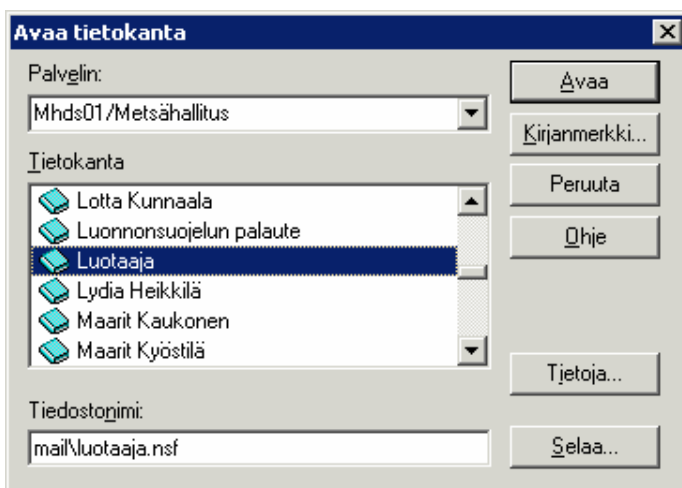 Avaa tietokanta
Palvelin:
Mhds01/Metsähallitus
Tietokanta
Lotta Kunnaala
Luonnonsuojelun palaute
Luotaaja
Lydia Heikkilä
Maarit Kaukonen
Maarit Kyöstilä
Tiedostonimi:
mail\luotaaja.nsf
Avaa
Kirjanmerkki...
Peruuta
Ohje
Tietoja...
Selaa...